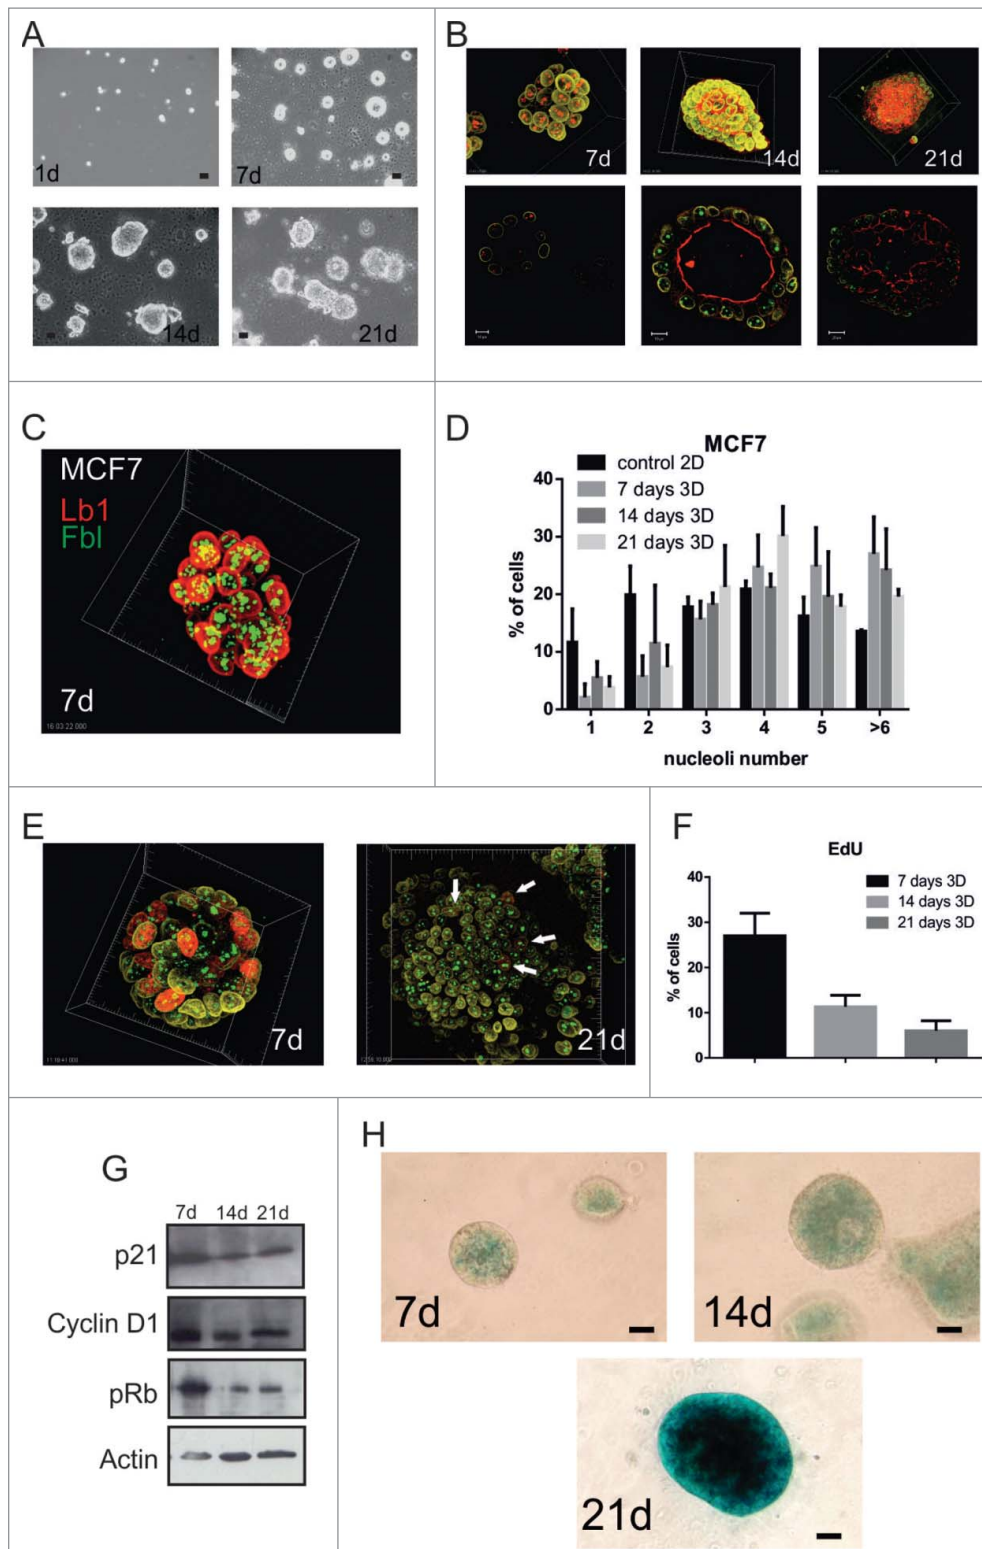 A
1d
7d
14d
21d
B
7d
14d
21d
C
MCF7
Lb1
Fbl
7d
D
MCF7
control 2D
7 days 3D
14 days 3D
21 days 3D
40
30
20
10
0
% of cells
1 2 3 4 5 >6
nucleoli number
E
7d
21d
F
EdU
7 days 3D
14 days 3D
21 days 3D
40
30
20
10
0
% of cells
G
7d 14d 21d
p21
Cyclin D1
pRb
Actin
H
7d
14d
21d